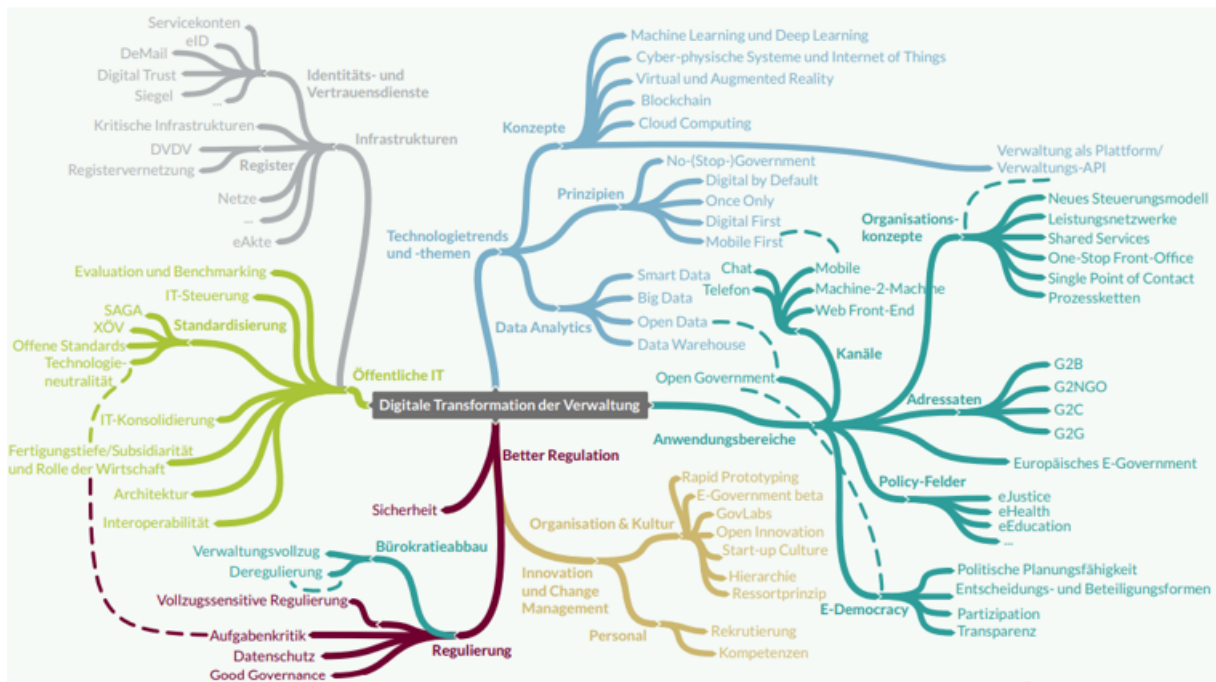 Servicekonten
eID
DeMail
Digital Trust
Siegel
...
Identitäts- und
Vertrauensdienste
Kritische Infrastrukturen
DVDV
Registervernetzung
Register
Infrastrukturen
Netze
...
eAkte
Evaluation und Benchmarking
IT-Steuerung
SAGA
XÖV
Offene Standards
Technologie-
neutralität
Standardisierung
Öffentliche IT
IT-Konsolidierung
Fertigungstiefe/Subsidiarität
und Rolle der Wirtschaft
Architektur
Interoperabilität
Machine Learning und Deep Learning
Cyber-physische Systeme und Internet of Things
Virtual und Augmented Reality
Blockchain
Cloud Computing
Konzepte
Verwaltung als Plattform/
Verwaltungs-API
No-(Stop-)Government
Digital by Default
Once Only
Digital First
Mobile First
Prinzipien
Technologietrends
und -themen
Smart Data
Big Data
Open Data
Data Warehouse
Data Analytics
Digitale Transformation der Verwaltung
Organisations-
konzepte
Neues Steuerungsmodell
Leistungsnetzwerke
Shared Services
One-Stop Front-Office
Single Point of Contact
Prozessketten
Chat
Telefon
Mobile
Machine-2-Machine
Web Front-End
Kanäle
Open Government
Anwendungsbereiche
Adressaten
G2B
G2NGO
G2C
G2G
Europäisches E-Government
Policy-Felder
eJustice
eHealth
eEducation
...
E-Democracy
Politische Planungsfähigkeit
Entscheidungs- und Beteiligungsformen
Partizipation
Transparenz
Better Regulation
Sicherheit
Bürokratieabbau
Verwaltungsvollzug
Deregulierung
Vollzugssensitive Regulierung
Aufgabenkritik
Datenschutz
Good Governance
Regulierung
Innovation
und Change
Management
Organisation & Kultur
Rapid Prototyping
E-Government beta
GovLabs
Open Innovation
Start-up Culture
Hierarchie
Ressortprinzip
Personal
Rekrutierung
Kompetenzen